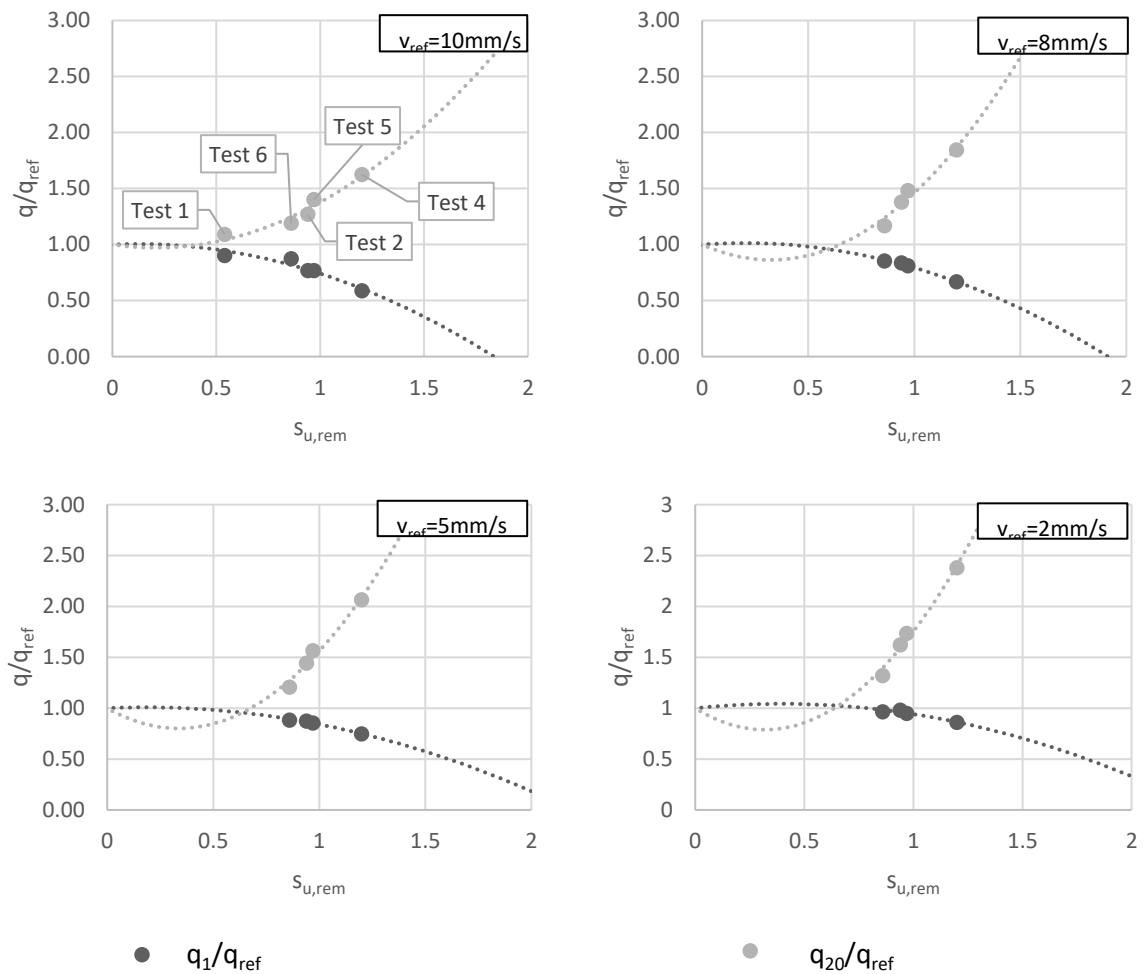 3.00
2.50
2.00
1.50
1.00
0.50
0.00
q/q_ref
v_ref=10mm/s
Test 5
Test 6
Test 4
Test 1
Test 2
0 0.5 1 1.5 2
s_u,rem
3.00
2.50
2.00
1.50
1.00
0.50
0.00
q/q_ref
v_ref=8mm/s
0 0.5 1 1.5 2
s_u,rem
3.00
2.50
2.00
1.50
1.00
0.50
0.00
q/q_ref
v_ref=5mm/s
0 0.5 1 1.5 2
s_u,rem
3
2.5
2
1.5
1
0.5
0
q/q_ref
v_ref=2mm/s
0 0.5 1 1.5 2
s_u,rem
q_1/q_ref
q_20/q_ref